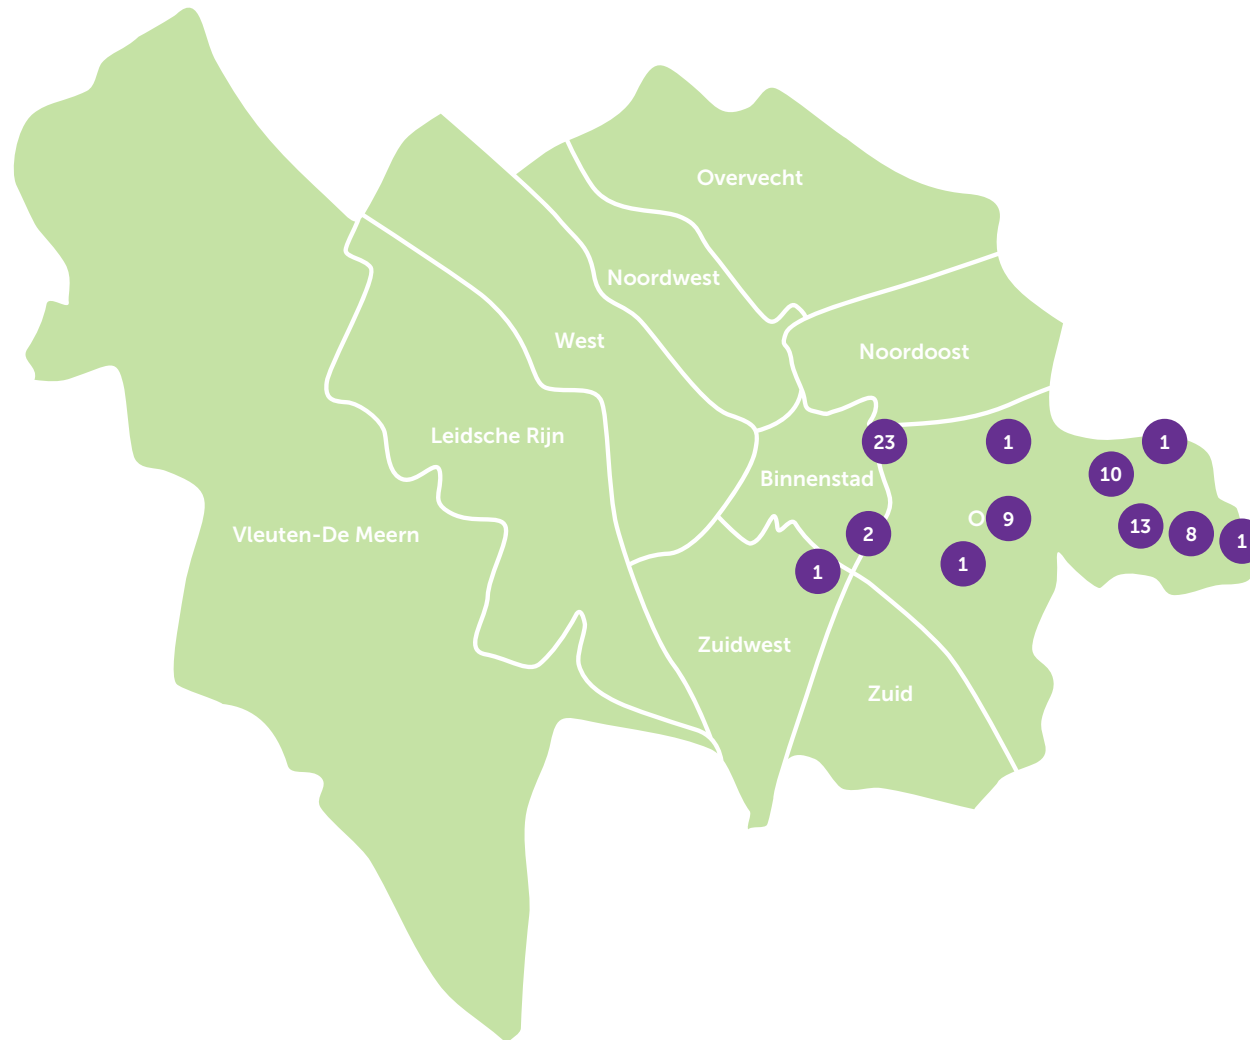 Overvecht
Noordwest
West
Noordoost
Leidsche Rijn
23
1
1
Binnenstad
10
Vleuten-De Meern
O
9
13
2
8
1
1
1
Zuidwest
Zuid